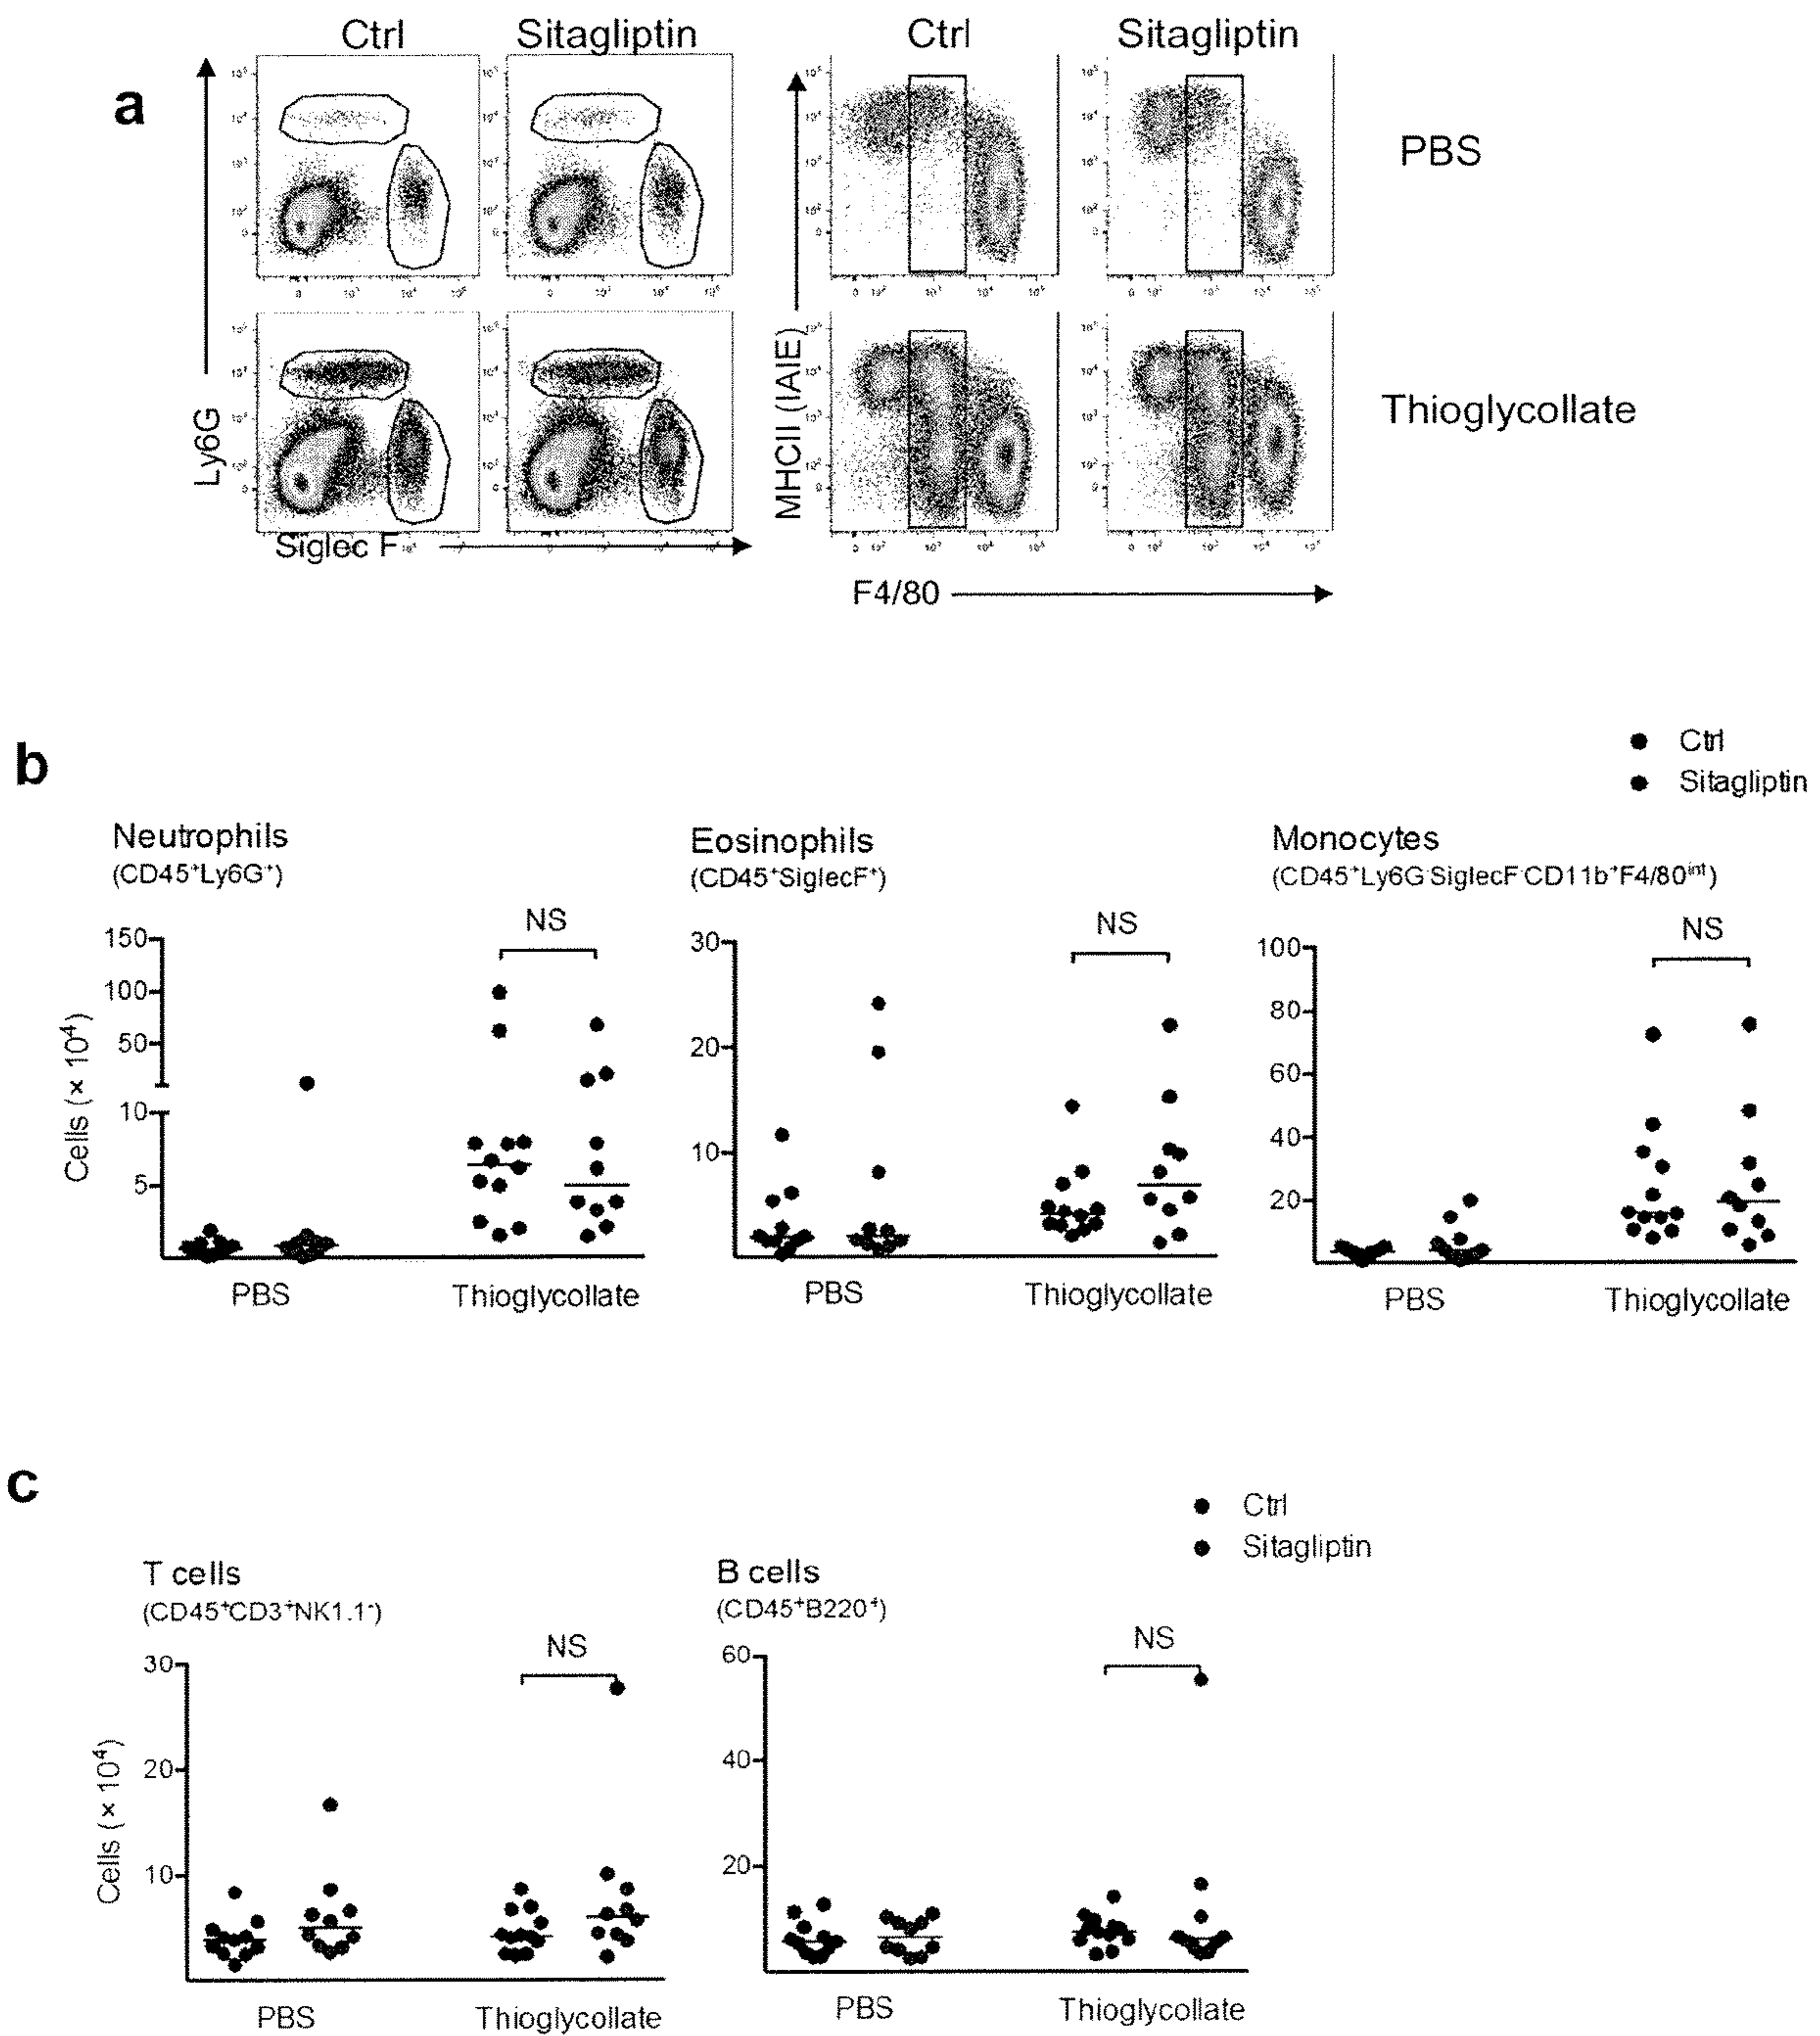 a
Ctrl
Sitagliptin
Ctrl
Sitagliptin
PBS
Thioglycollate
Ly6G
Siglec F
MHCII (IAIE)
F4/80
b
Ctrl
Sitagliptin
Neutrophils
(CD45⁺Ly6G⁺)
Eosinophils
(CD45⁺SiglecF⁺)
Monocytes
(CD45⁺Ly6G⁻SiglecF⁻CD11b⁺F4/80ⁱⁿᵗ)
Cells (× 10⁴)
150
100
50
10
5
NS
PBS
Thioglycollate
30
20
10
NS
PBS
Thioglycollate
100
80
60
40
20
NS
PBS
Thioglycollate
c
Ctrl
Sitagliptin
T cells
(CD45⁺CD3⁺NK1.1⁻)
B cells
(CD45⁺B220⁺)
Cells (× 10⁴)
30
20
10
NS
PBS
Thioglycollate
60
40
20
NS
PBS
Thioglycollate